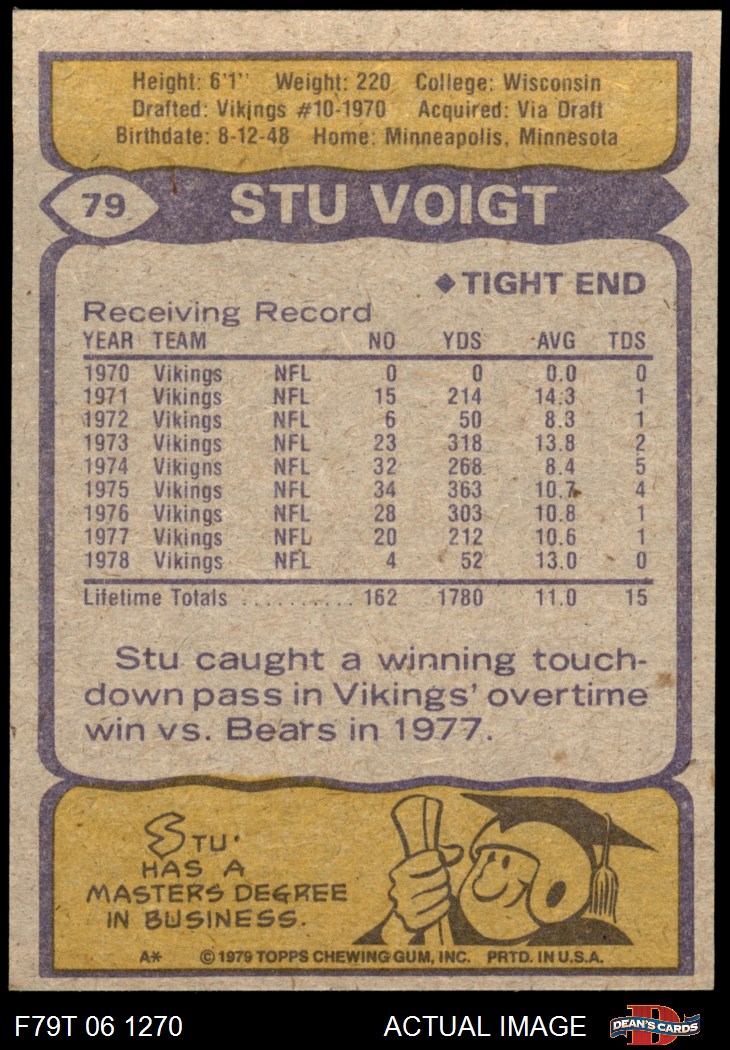 Height: 6'1" Weight: 220 College: Wisconsin
Drafted: Vikings #10-1970 Acquired: Via Draft
Birthdate: 8-12-48 Home: Minneapolis, Minnesota
79 STU VOIGT
◆TIGHT END
Receiving Record
YEAR TEAM NO YDS AVG TDS
1970 Vikings NFL 0 0 0.0 0
1971 Vikings NFL 15 214 14.3 1
1972 Vikings NFL 6 50 8.3 1
1973 Vikings NFL 23 318 13.8 2
1974 Vikigns NFL 32 268 8.4 5
1975 Vikings NFL 34 363 10.7 4
1976 Vikings NFL 28 303 10.8 1
1977 Vikings NFL 20 212 10.6 1
1978 Vikings NFL 4 52 13.0 0
Lifetime Totals .......... 162 1780 11.0 15
Stu caught a winning touch-
down pass in Vikings' overtime
win vs. Bears in 1977.
STU
HAS A
MASTERS DEGREE
IN BUSINESS.
A* ©1979 TOPPS CHEWING GUM, INC. PRTD. IN U.S.A.
F79T 06 1270 ACTUAL IMAGE D DEAN'S CARDS